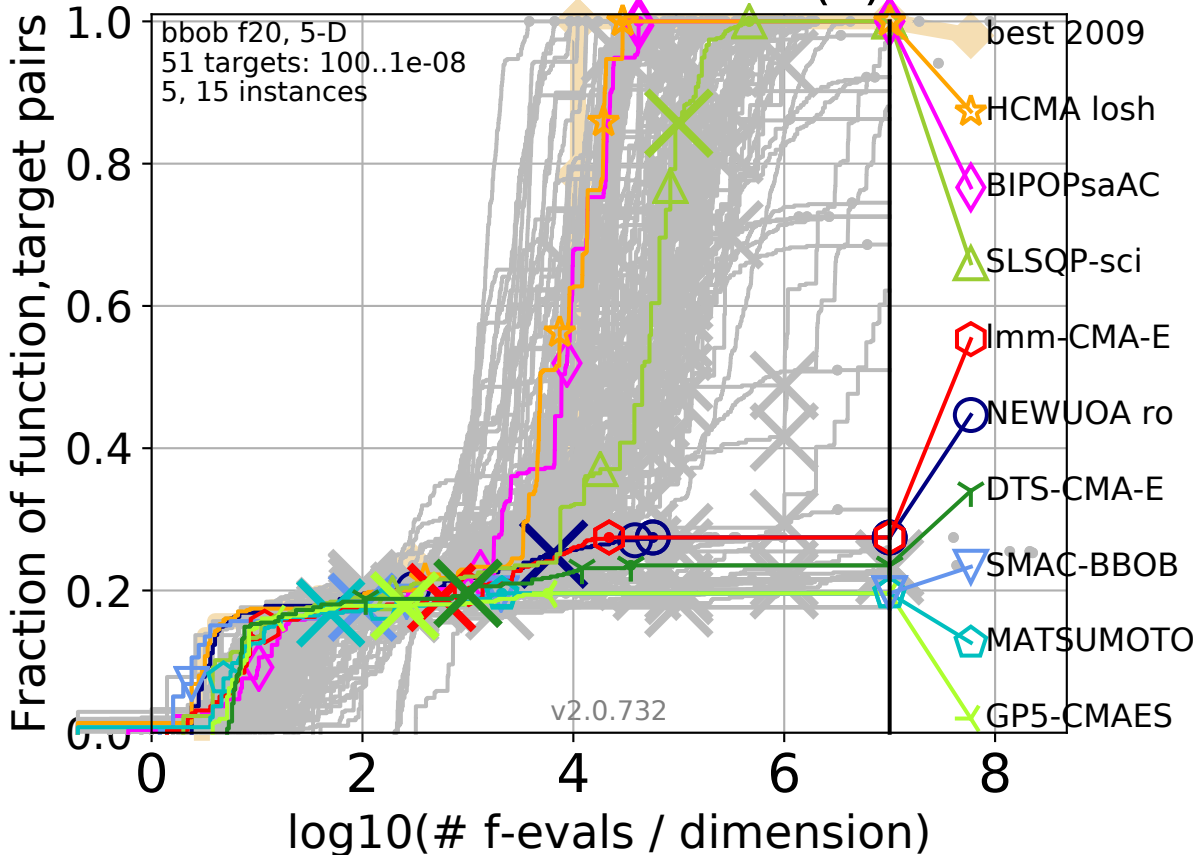 bbob f20, 5-D
51 targets: 100..1e-08
5, 15 instances
Fraction of function,target pairs
1.0
0.8
0.6
0.4
0.2
0.0
0
2
4
6
8
log10(# f-evals / dimension)
v2.0.732
best 2009
HCMA losh
BIPOPsaAC
SLSQP-sci
lmm-CMA-E
NEWUOA ro
DTS-CMA-E
SMAC-BBOB
MATSUMOTO
GP5-CMAES